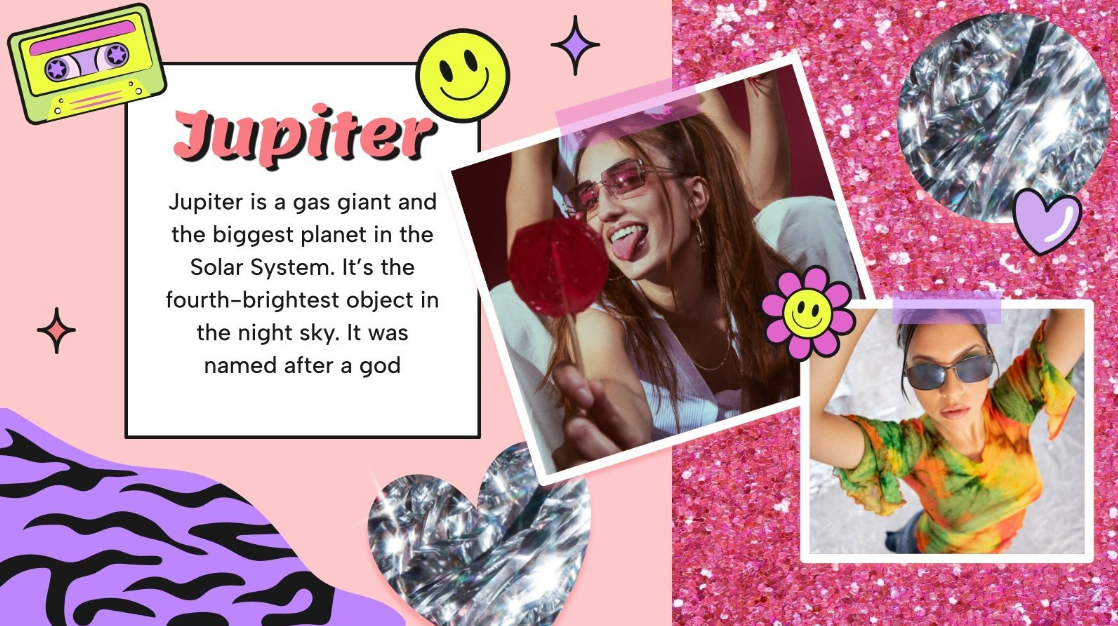 Jupiter
Jupiter is a gas giant and
the biggest planet in the
Solar System. It’s the
fourth-brightest object in
the night sky. It was
named after a god